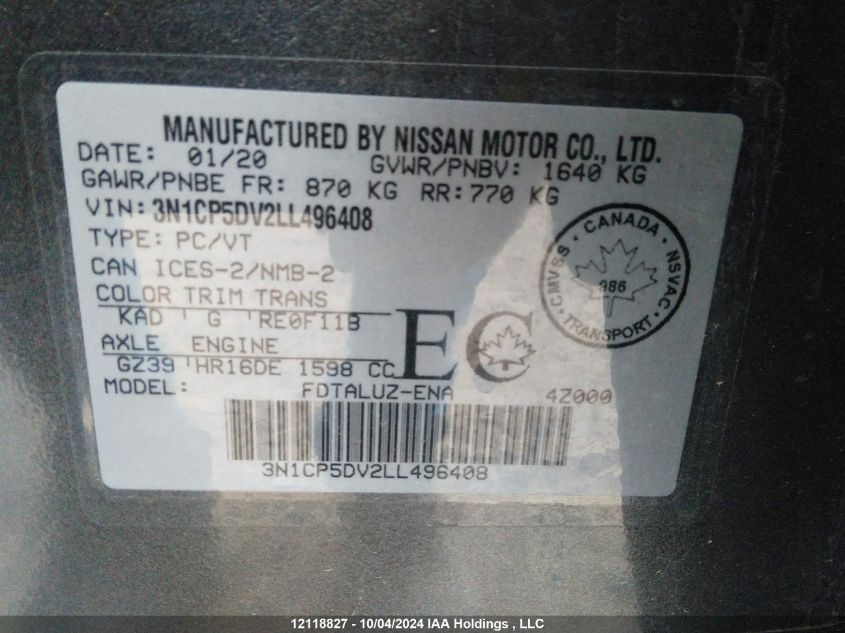 MANUFACTURED BY NISSAN MOTOR CO., LTD.
DATE: 01/20 GVWR/PNBV: 1640 KG
GAWR/PNBE FR: 870 KG RR: 770 KG
VIN: 3N1CP5DV2LL496408
TYPE: PC/VT
CAN ICES-2/NMB-2
COLOR TRIM TRANS
KAD G RE0F11B
AXLE ENGINE
GZ39 HR16DE 1598 CC
EC
MODEL: FDTALUZ-ENA 4Z000
3N1CP5DV2LL496408
CANADA
CMVSS NSVAC
086
TRANSPORT
12118827 - 10/04/2024 IAA Holdings , LLC